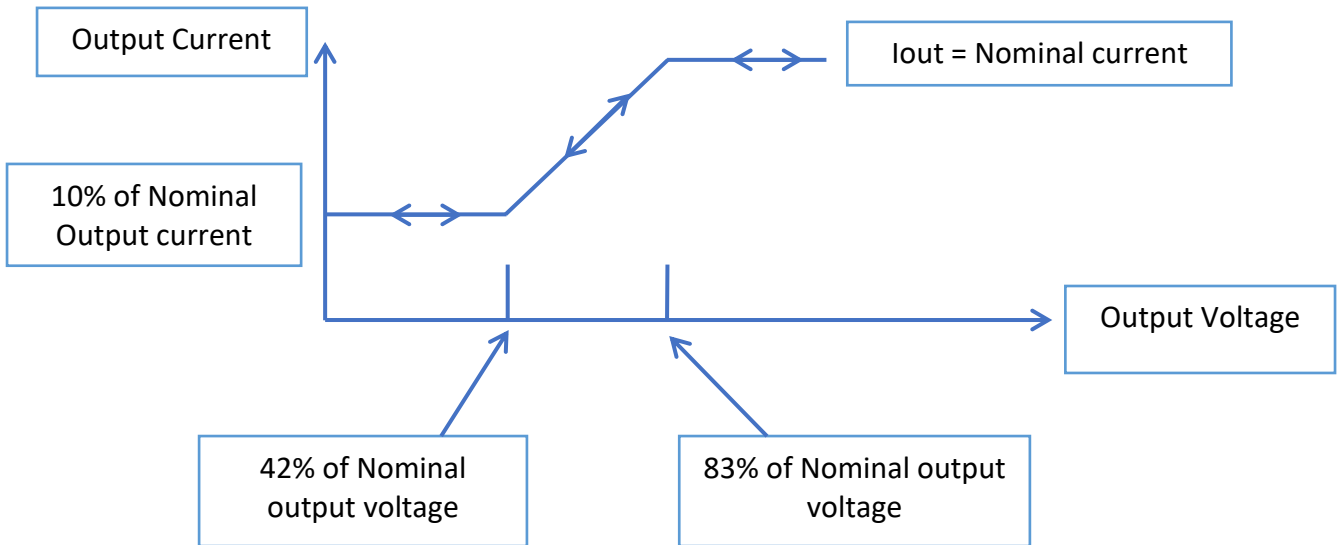 Output Current
Iout = Nominal current
10% of Nominal
Output current
Output Voltage
42% of Nominal
output voltage
83% of Nominal output
voltage